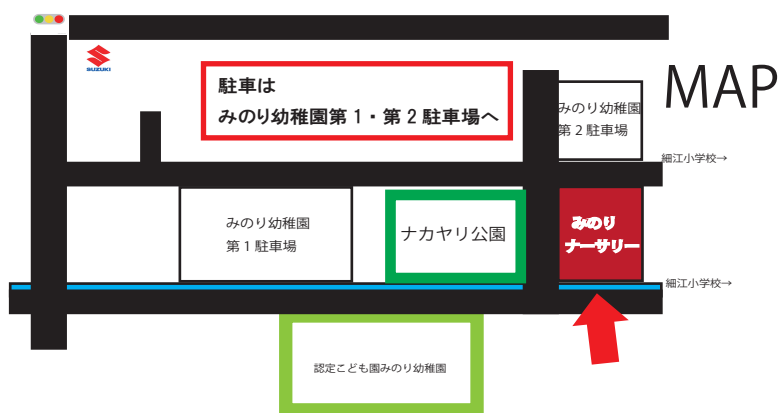 SUZUKI
駐車は
みのり幼稚園第1・第2駐車場へ
MAP
みのり幼稚園
第2駐車場
細江小学校→
みのり幼稚園
第1駐車場
ナカヤリ公園
みのり
ナーサリー
細江小学校→
認定こども園みのり幼稚園